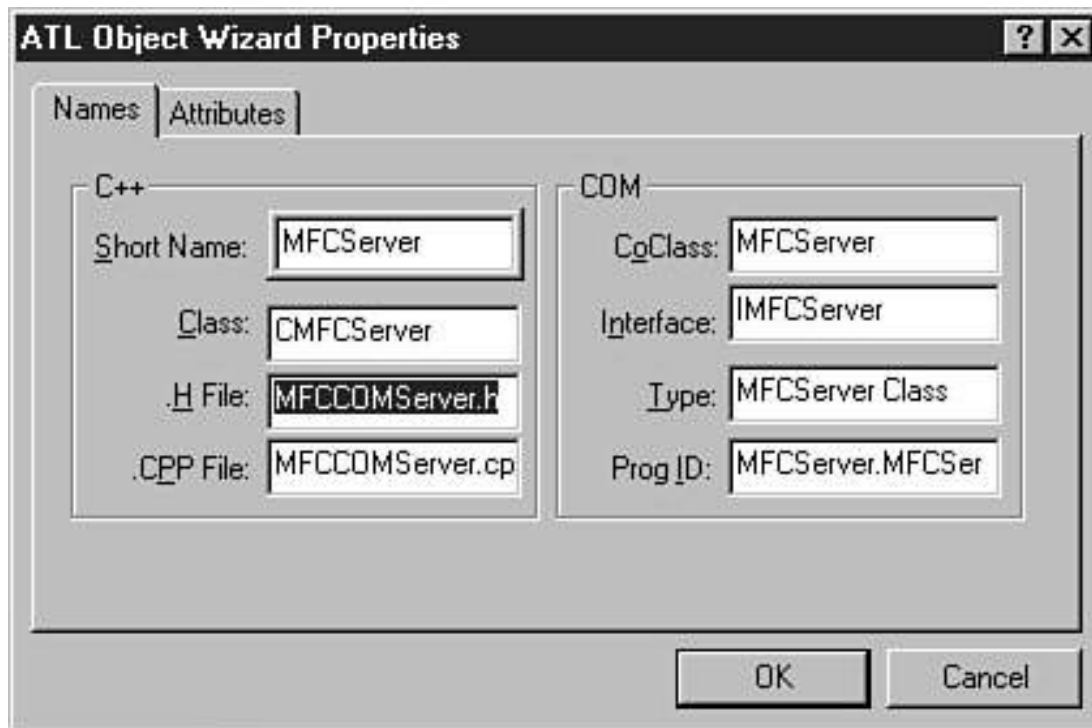 ATL Object Wizard Properties
Names
Attributes
C++
Short Name: MFCServer
Class: CMFCServer
.H File: MFCCOMServer.h
.CPP File: MFCCOMServer.cp
COM
CoClass: MFCServer
Interface: IMFCServer
Type: MFCServer Class
Prog ID: MFCServer.MFCSer
OK
Cancel